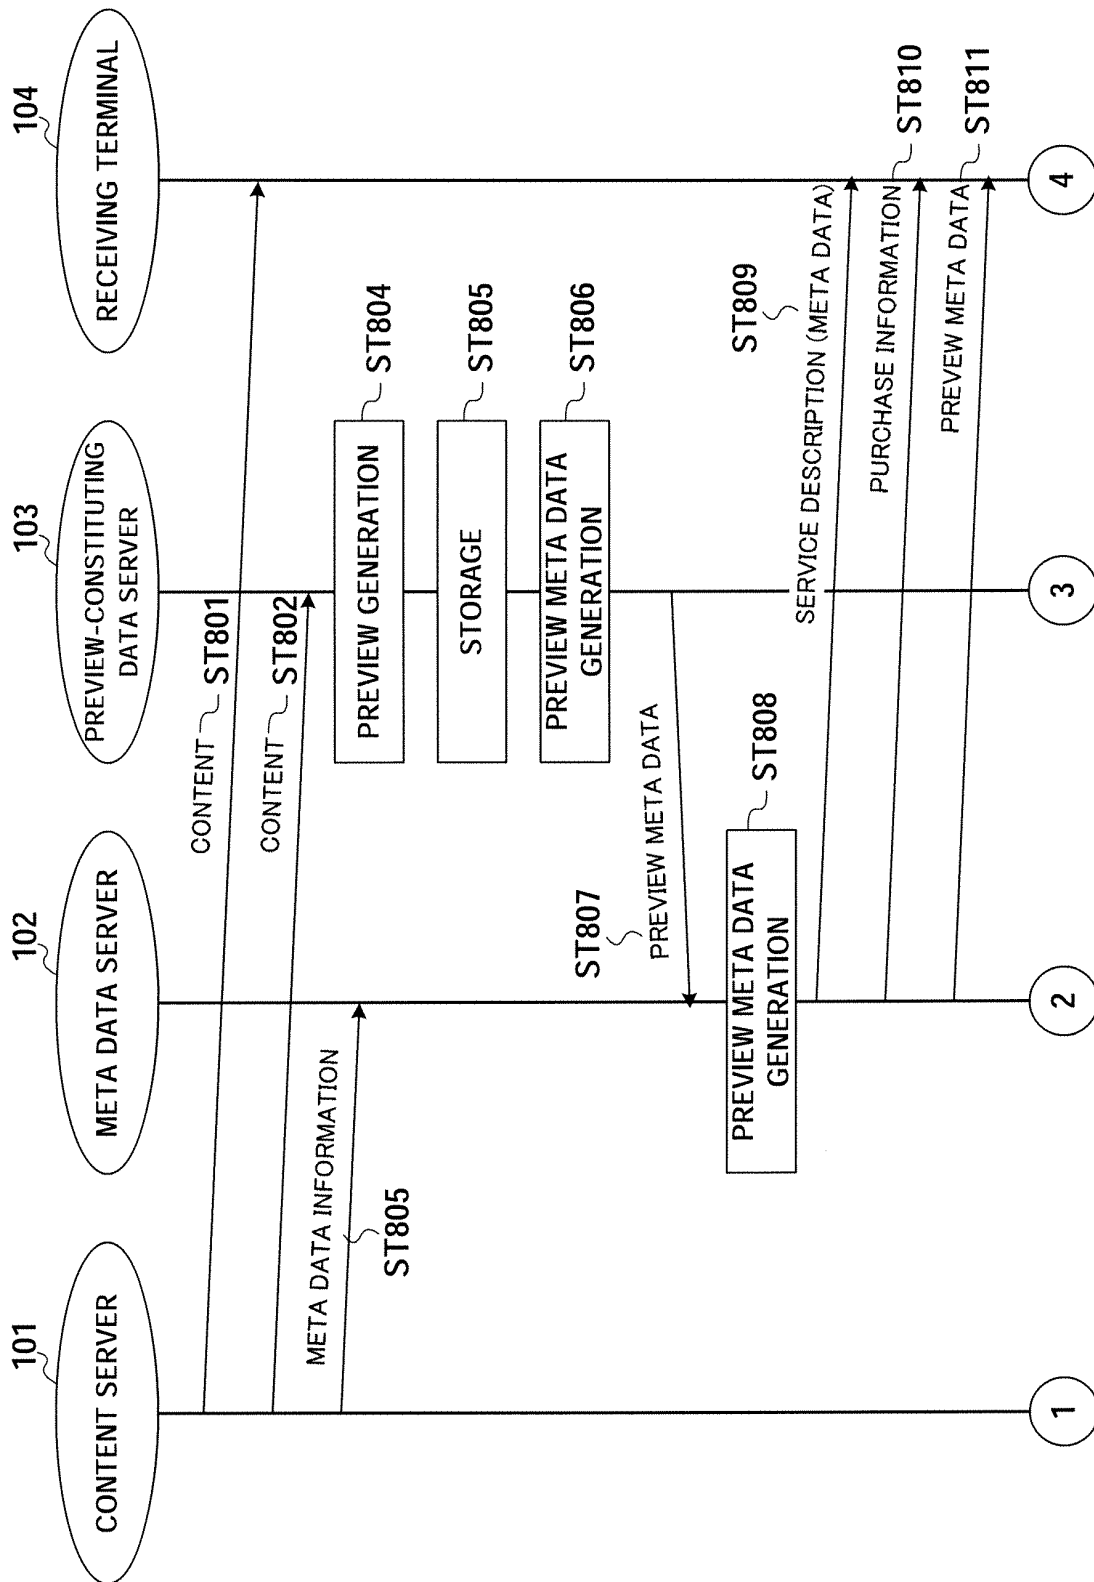 101
CONTENT SERVER
102
META DATA SERVER
103
PREVIEW-CONSTITUTING
DATA SERVER
104
RECEIVING TERMINAL
CONTENT ST801
CONTENT ST802
META DATA INFORMATION
ST805
PREVIEW GENERATION
ST804
STORAGE
ST805
PREVIEW META DATA
GENERATION
ST806
ST807
PREVIEW META DATA
PREVIEW META DATA
GENERATION
ST808
ST809
SERVICE DESCRIPTION (META DATA)
PURCHASE INFORMATION ST810
PREVEW META DATA ST811
1
2
3
4